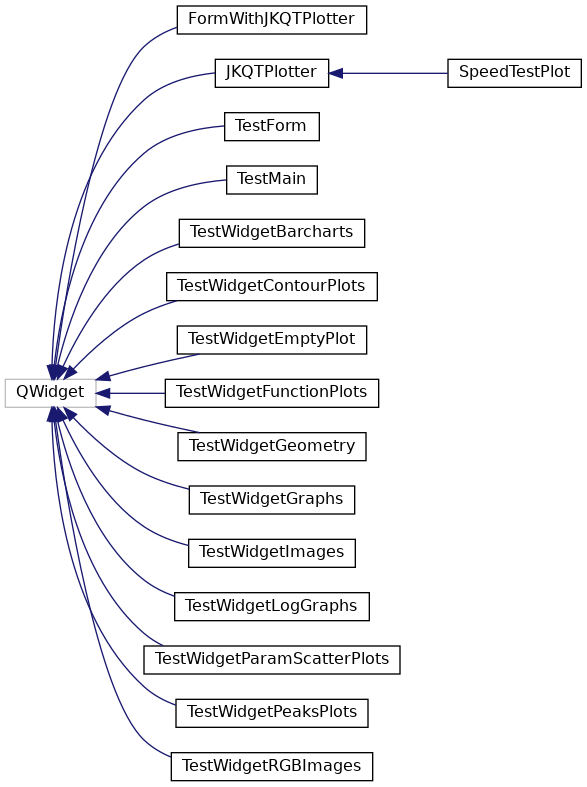 FormWithJKQTPlotter
JKQTPlotter
SpeedTestPlot
TestForm
TestMain
TestWidgetBarcharts
TestWidgetContourPlots
TestWidgetEmptyPlot
QWidget
TestWidgetFunctionPlots
TestWidgetGeometry
TestWidgetGraphs
TestWidgetImages
TestWidgetLogGraphs
TestWidgetParamScatterPlots
TestWidgetPeaksPlots
TestWidgetRGBImages